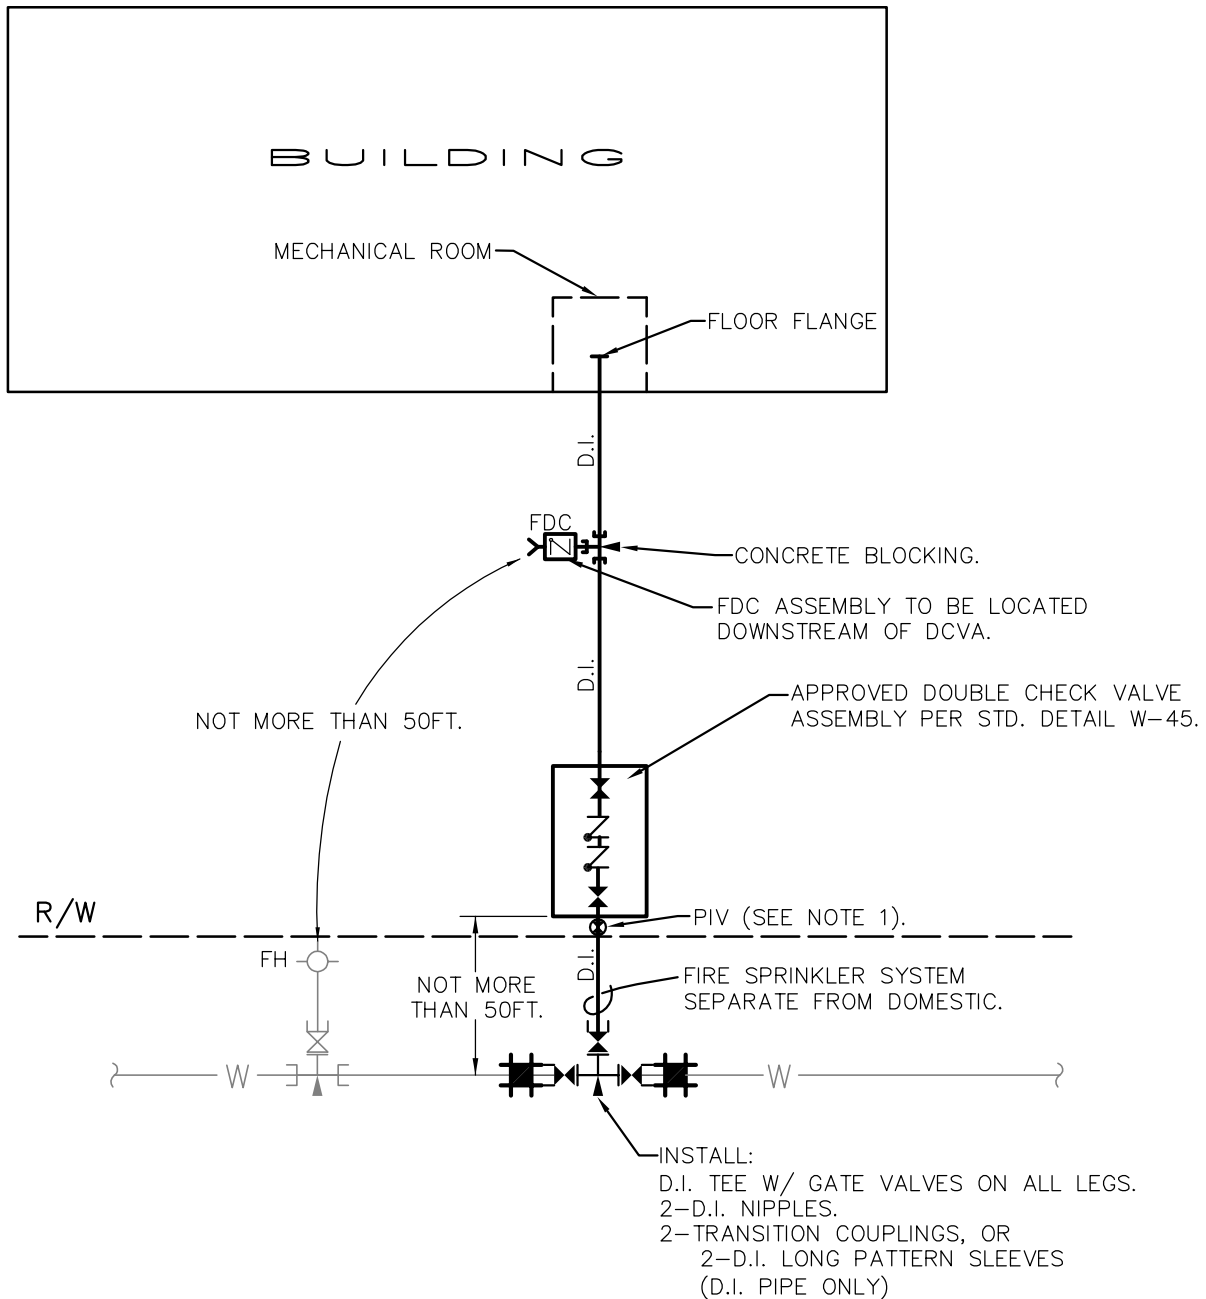 BUILDING
MECHANICAL ROOM
FLOOR FLANGE
D.I.
FDC
CONCRETE BLOCKING.
FDC ASSEMBLY TO BE LOCATED
DOWNSTREAM OF DCVA.
D.I.
APPROVED DOUBLE CHECK VALVE
ASSEMBLY PER STD. DETAIL W-45.
NOT MORE THAN 50FT.
R/W
PIV (SEE NOTE 1).
FH
D.I.
NOT MORE
THAN 50FT.
FIRE SPRINKLER SYSTEM
SEPARATE FROM DOMESTIC.
W
W
INSTALL:
D.I. TEE W/ GATE VALVES ON ALL LEGS.
2-D.I. NIPPLES.
2-TRANSITION COUPLINGS, OR
2-D.I. LONG PATTERN SLEEVES
(D.I. PIPE ONLY)